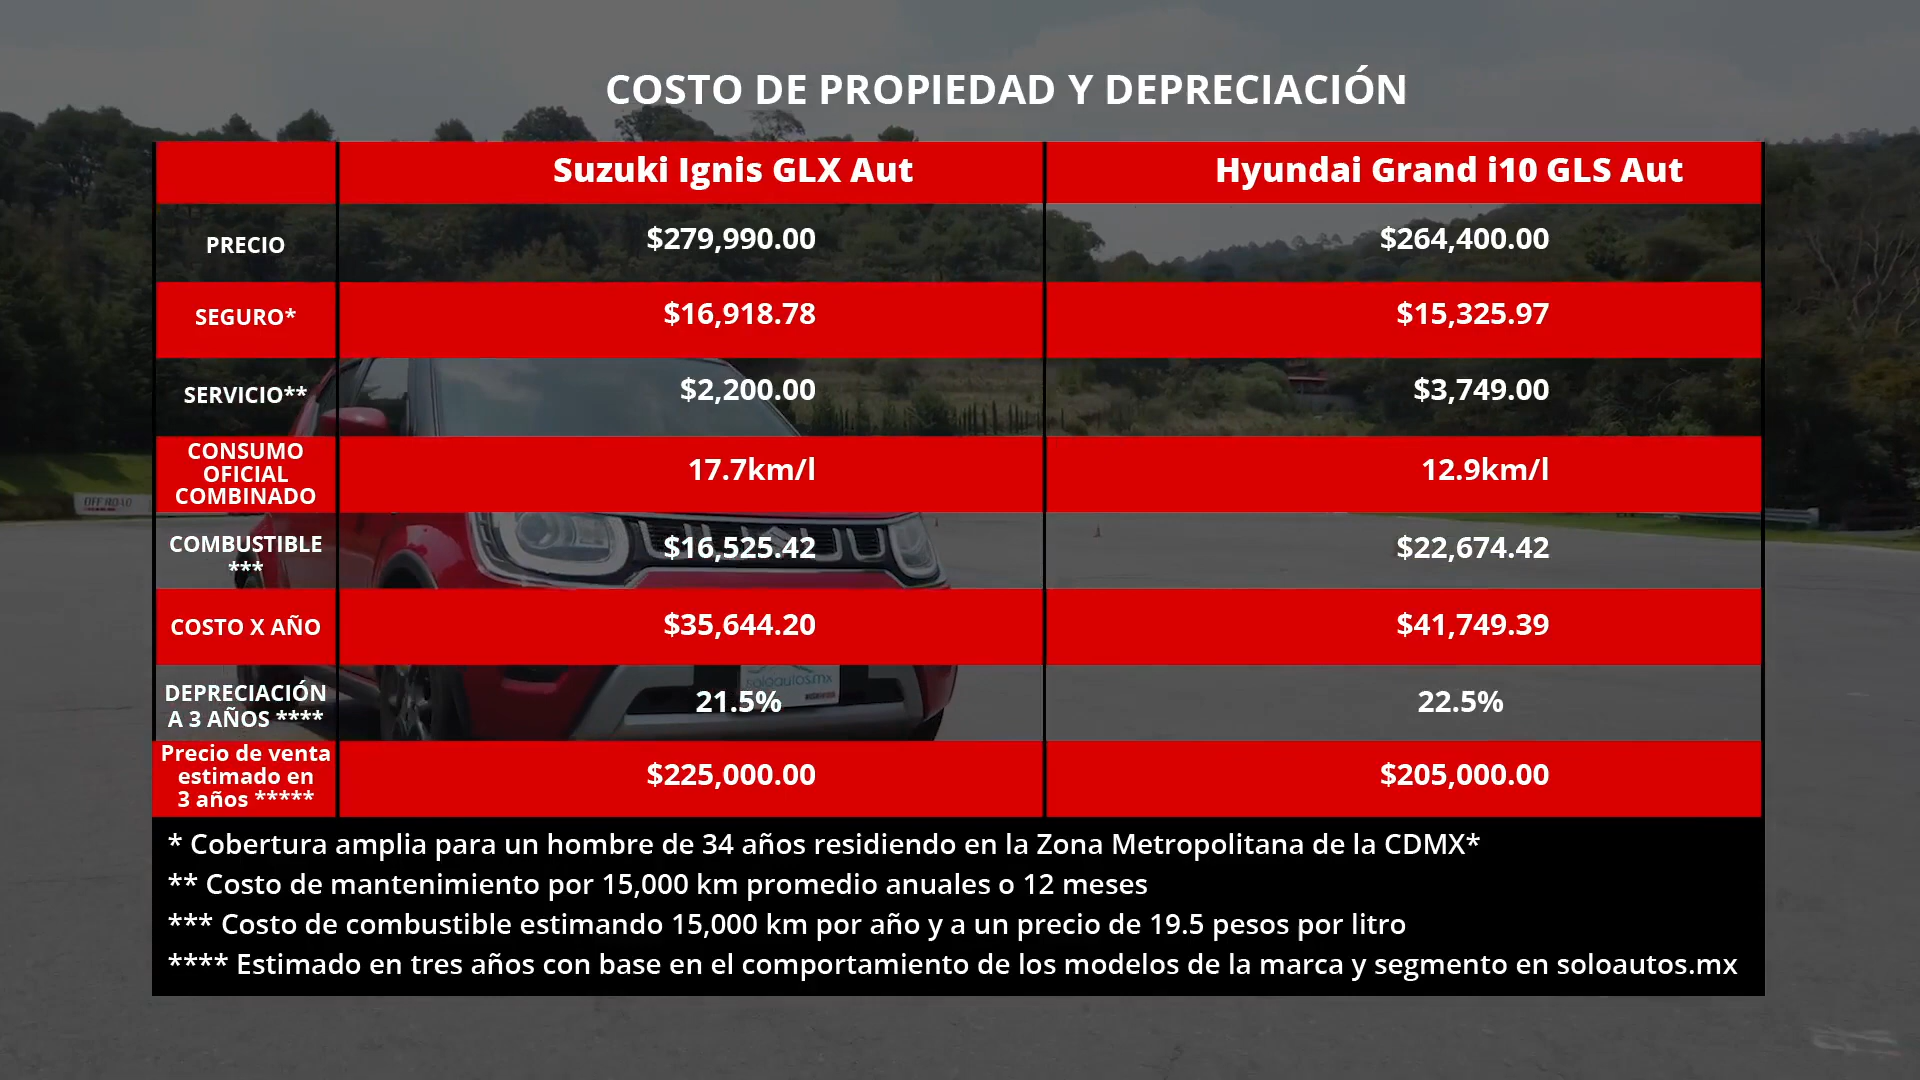 COSTO DE PROPIEDAD Y DEPRECIACIÓN
Suzuki Ignis GLX Aut
Hyundai Grand i10 GLS Aut
PRECIO
$279,990.00
$264,400.00
SEGURO*
$16,918.78
$15,325.97
SERVICIO**
$2,200.00
$3,749.00
CONSUMO
OFICIAL
COMBINADO
17.7km/l
12.9km/l
COMBUSTIBLE
***
$16,525.42
$22,674.42
COSTO X AÑO
$35,644.20
$41,749.39
DEPRECIACIÓN
A 3 AÑOS ****
21.5%
22.5%
Precio de venta
estimado en
3 años *****
$225,000.00
$205,000.00
* Cobertura amplia para un hombre de 34 años residiendo en la Zona Metropolitana de la CDMX*
** Costo de mantenimiento por 15,000 km promedio anuales o 12 meses
*** Costo de combustible estimando 15,000 km por año y a un precio de 19.5 pesos por litro
**** Estimado en tres años con base en el comportamiento de los modelos de la marca y segmento en soloautos.mx
OFF ROAD
soloautos.mx